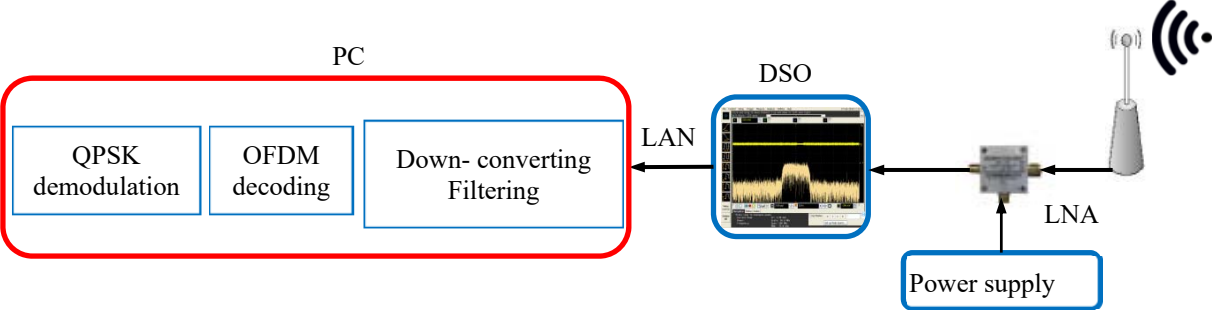 PC
DSO
QPSK
demodulation
OFDM
decoding
Down- converting
Filtering
LAN
LNA
Power supply